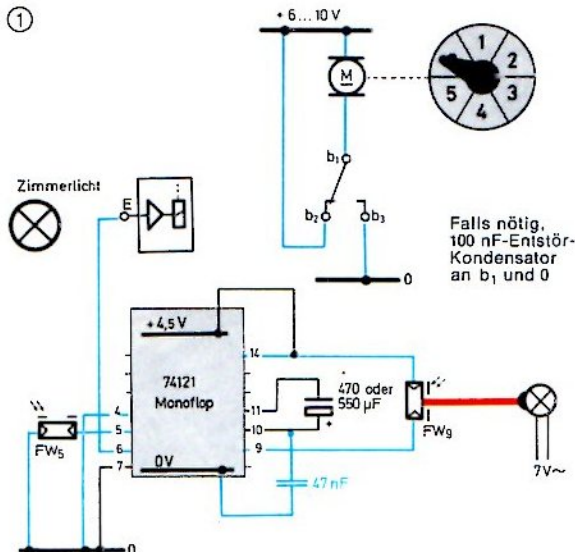 1
+ 6...10 V
M
1
2
3
4
5
b₁
b₂
b₃
0
Zimmerlicht
E
Falls nötig,
100 nF-Entstör-
Kondensator
an b₁ und 0
+ 4,5 V
74121
Monoflop
0V
14
11
10
9
4
5
6
7
470 oder
550 µF
+
47 nF
FW₅
FW₉
7V~
0